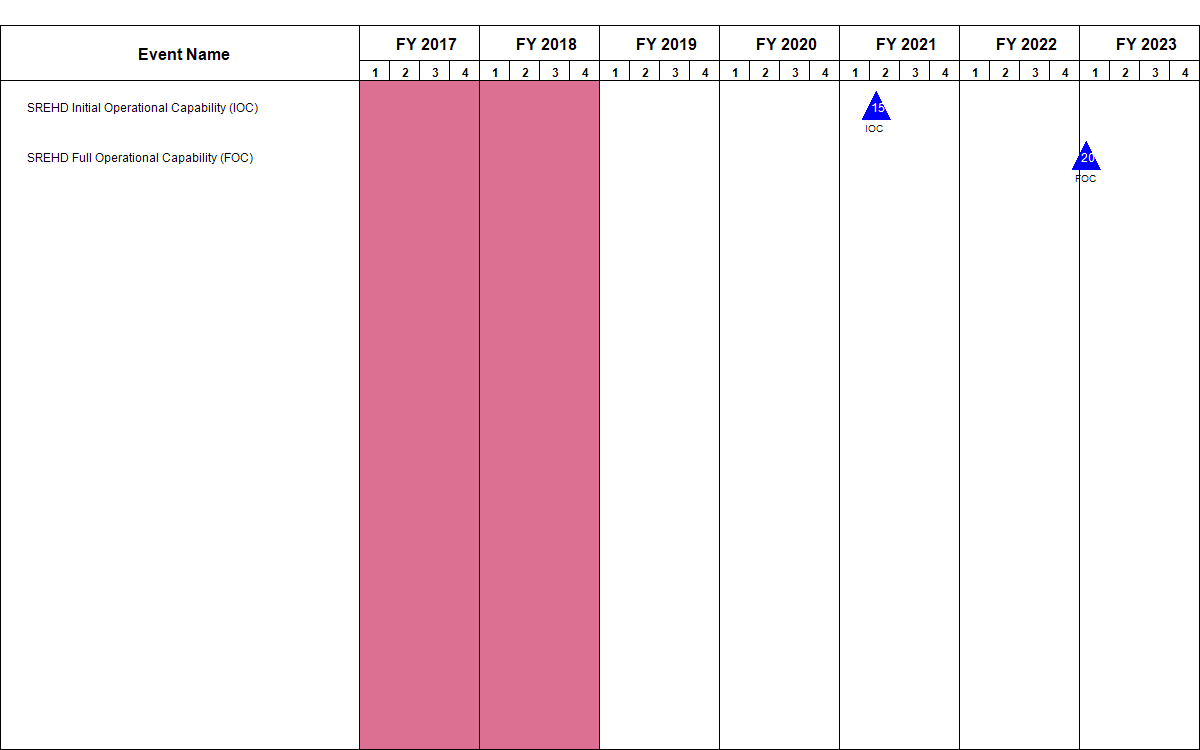 Event Name
FY 2017 FY 2018 FY 2019 FY 2020 FY 2021 FY 2022 FY 2023
1 2 3 4 1 2 3 4 1 2 3 4 1 2 3 4 1 2 3 4 1 2 3 4 1 2 3 4
SREHD Initial Operational Capability (IOC) 15
IOC
SREHD Full Operational Capability (FOC) 20
FOC